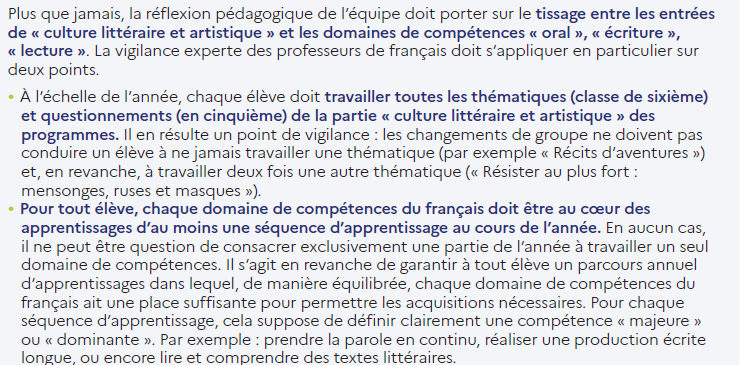 Plus que jamais, la réflexion pédagogique de l'équipe doit porter sur le tissage entre les entrées
de « culture littéraire et artistique » et les domaines de compétences « oral », « écriture »,
« lecture ». La vigilance experte des professeurs de français doit s'appliquer en particulier sur
deux points.
• À l'échelle de l'année, chaque élève doit travailler toutes les thématiques (classe de sixième)
et questionnements (en cinquième) de la partie « culture littéraire et artistique » des
programmes. Il en résulte un point de vigilance : les changements de groupe ne doivent pas
conduire un élève à ne jamais travailler une thématique (par exemple « Récits d'aventures »)
et, en revanche, à travailler deux fois une autre thématique (« Résister au plus fort :
mensonges, ruses et masques »).
• Pour tout élève, chaque domaine de compétences du français doit être au cœur des
apprentissages d'au moins une séquence d'apprentissage au cours de l'année. En aucun cas,
il ne peut être question de consacrer exclusivement une partie de l'année à travailler un seul
domaine de compétences. Il s'agit en revanche de garantir à tout élève un parcours annuel
d'apprentissages dans lequel, de manière équilibrée, chaque domaine de compétences du
français ait une place suffisante pour permettre les acquisitions nécessaires. Pour chaque
séquence d'apprentissage, cela suppose de définir clairement une compétence « majeure »
ou « dominante ». Par exemple : prendre la parole en continu, réaliser une production écrite
longue, ou encore lire et comprendre des textes littéraires.